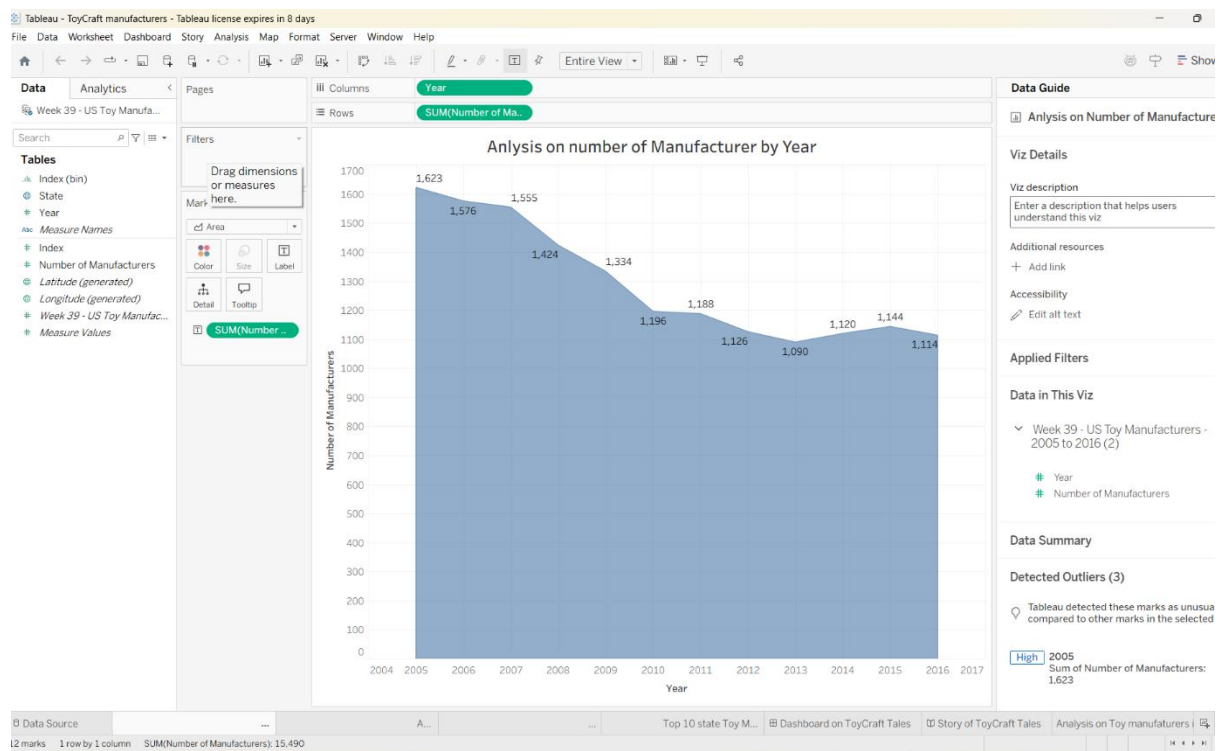 Tableau - ToyCraft manufacturers - Tableau license expires in 8 days
File Data Worksheet Dashboard Story Analysis Map Format Server Window Help
Entire View
Show
Data Analytics
Week 39 - US Toy Manufa...
Search
Tables
Index (bin)
State
Year
Abc Measure Names
Index
Number of Manufacturers
Latitude (generated)
Longitude (generated)
Week 39 - US Toy Manufac...
Measure Values
Pages
Filters
Drag dimensions
or measures
here.
Mark
Area
Color Size Label
Detail Tooltip
SUM(Number ..
Columns Year
Rows SUM(Number of Ma..
Anlysis on number of Manufacturer by Year
Number of Manufacturers
1700
1600
1500
1400
1300
1200
1100
1000
900
800
700
600
500
400
300
200
100
0
1,623
1,576
1,555
1,424
1,334
1,196
1,188
1,126
1,090
1,120
1,144
1,114
2004 2005 2006 2007 2008 2009 2010 2011 2012 2013 2014 2015 2016 2017
Year
Data Guide
Anlysis on Number of Manufacture
Viz Details
Viz description
Enter a description that helps users
understand this viz
Additional resources
+ Add link
Accessibility
Edit alt text
Applied Filters
Data in This Viz
Week 39 - US Toy Manufacturers -
2005 to 2016 (2)
Year
Number of Manufacturers
Data Summary
Detected Outliers (3)
Tableau detected these marks as unusua
compared to other marks in the selected
High 2005
Sum of Number of Manufacturers:
1,623
Data Source ... A... ... Top 10 state Toy M... Dashboard on ToyCraft Tales Story of ToyCraft Tales Analysis on Toy manufaturers i
12 marks 1 row by 1 column SUM(Number of Manufacturers): 15,490